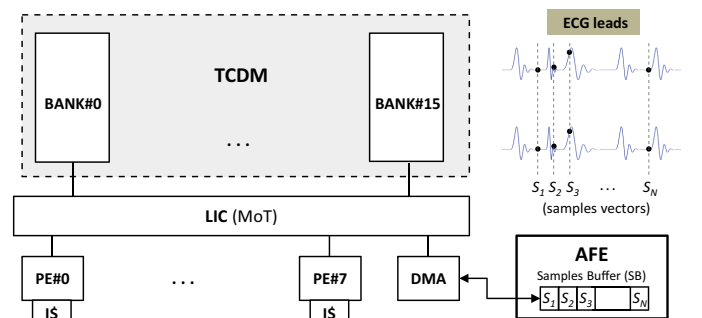 ECG leads
TCDM
BANK#0
BANK#15
...
S1 S2 S3 ... SN
(samples vectors)
LIC (MoT)
AFE
Samples Buffer (SB)
S1 S2 S3 SN
PE#0
...
PE#7
DMA
I$
I$